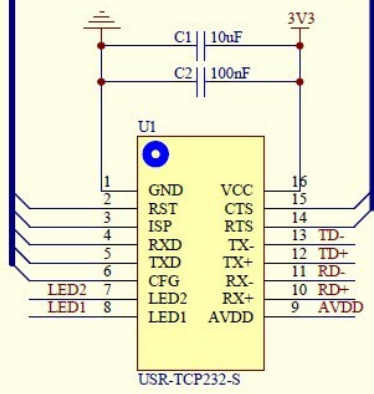 3V3
C1 10uF
C2 100nF
U1
1 GND VCC 16
2 RST CTS 15
3 ISP RTS 14
4 RXD TX- 13 TD-
5 TXD TX+ 12 TD+
6 CFG RX- 11 RD-
LED2 7 LED2 RX+ 10 RD+
LED1 8 LED1 AVDD 9 AVDD
USR-TCP232-S